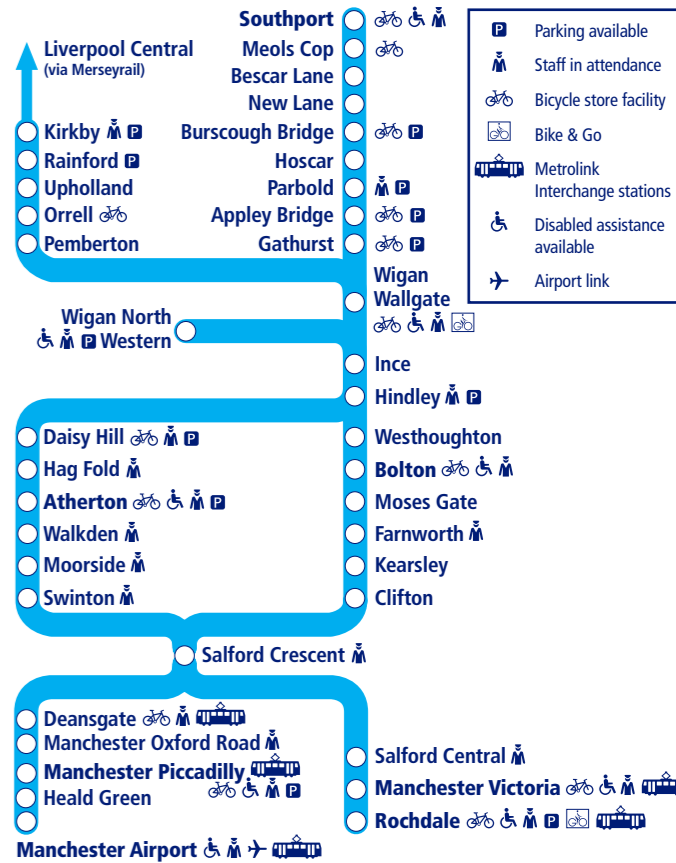 Southport
Meols Cop
Bescar Lane
New Lane
Burscough Bridge
P
Hoscar
Parbold
P
Appley Bridge
P
Gathurst
P
Liverpool Central
(via Merseyrail)
Kirkby
P
Rainford
P
Upholland
Orrell
Pemberton
P
Parking available
Staff in attendance
Bicycle store facility
Bike & Go
Metrolink
Interchange stations
Disabled assistance
available
Airport link
Wigan
Wallgate
Wigan North
P Western
Ince
Hindley
P
Daisy Hill
P
Hag Fold
Atherton
P
Walkden
Moorside
Swinton
Westhoughton
Bolton
Moses Gate
Farnworth
Kearsley
Clifton
Salford Crescent
Deansgate
Manchester Oxford Road
Manchester Piccadilly
P
Heald Green
Manchester Airport
Salford Central
Manchester Victoria
Rochdale
P